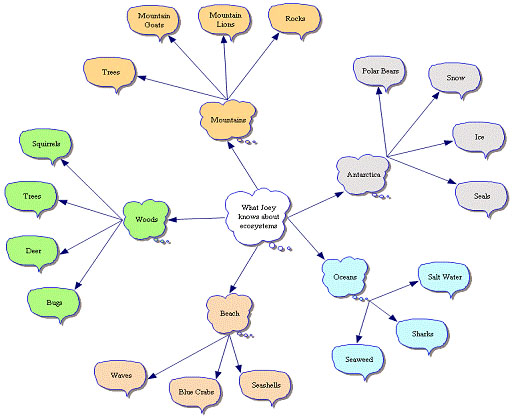 Mountain
Goats
Mountain
Lions
Rocks
Trees
Mountains
Polar Bears
Snow
Ice
Seals
Antarctica
Squirrels
Trees
Deer
Bugs
Woods
What Joey
knows about
ecosystems
Oceans
Salt Water
Sharks
Seaweed
Beach
Waves
Blue Crabs
Seashells